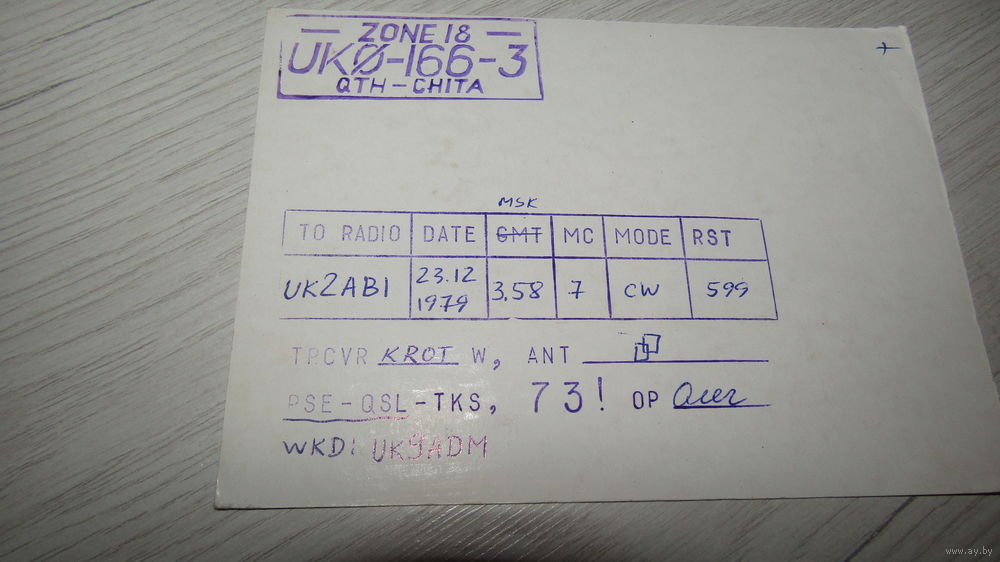 ZONE 18
UKØ-166-3
QTH-CHITA
MSK
TO RADIO DATE GMT MC MODE RST
UK2ABI 23.12 1979 3.58 7 CW 599
TRCVR KROT W, ANT
PSE-QSL-TKS, 73! OP
WKD: UK9ADM
www.ay.by